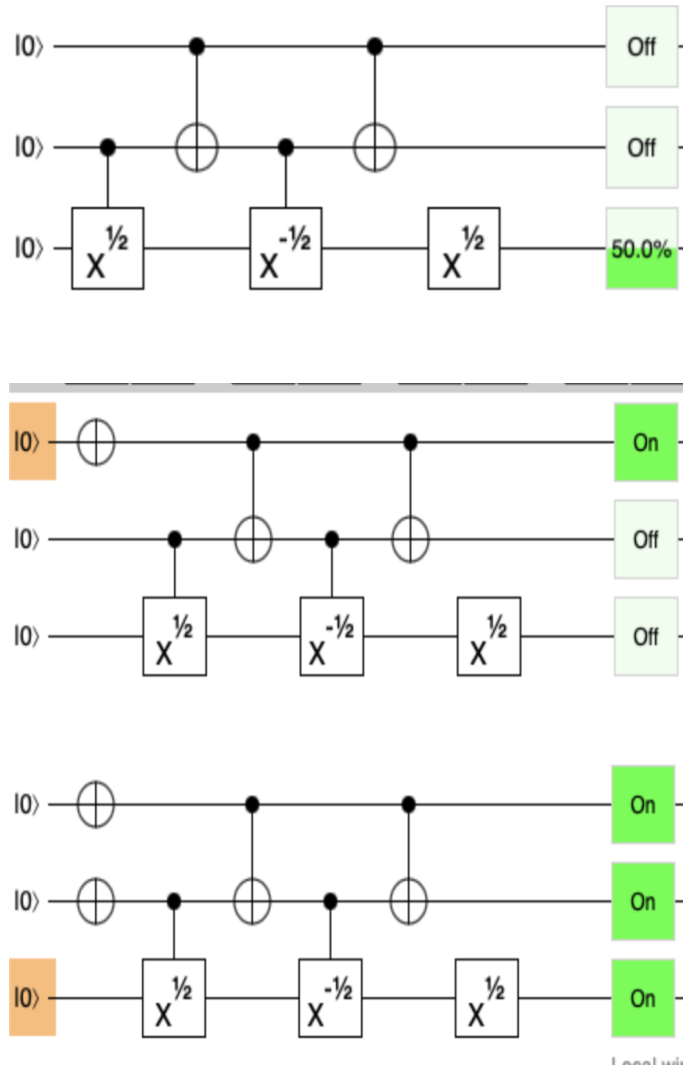 |0⟩ Off
|0⟩ Off
|0⟩ X½ X-½ X½ 50.0%
|0⟩ On
|0⟩ Off
|0⟩ X½ X-½ X½ Off
|0⟩ On
|0⟩ On
|0⟩ X½ X-½ X½ On